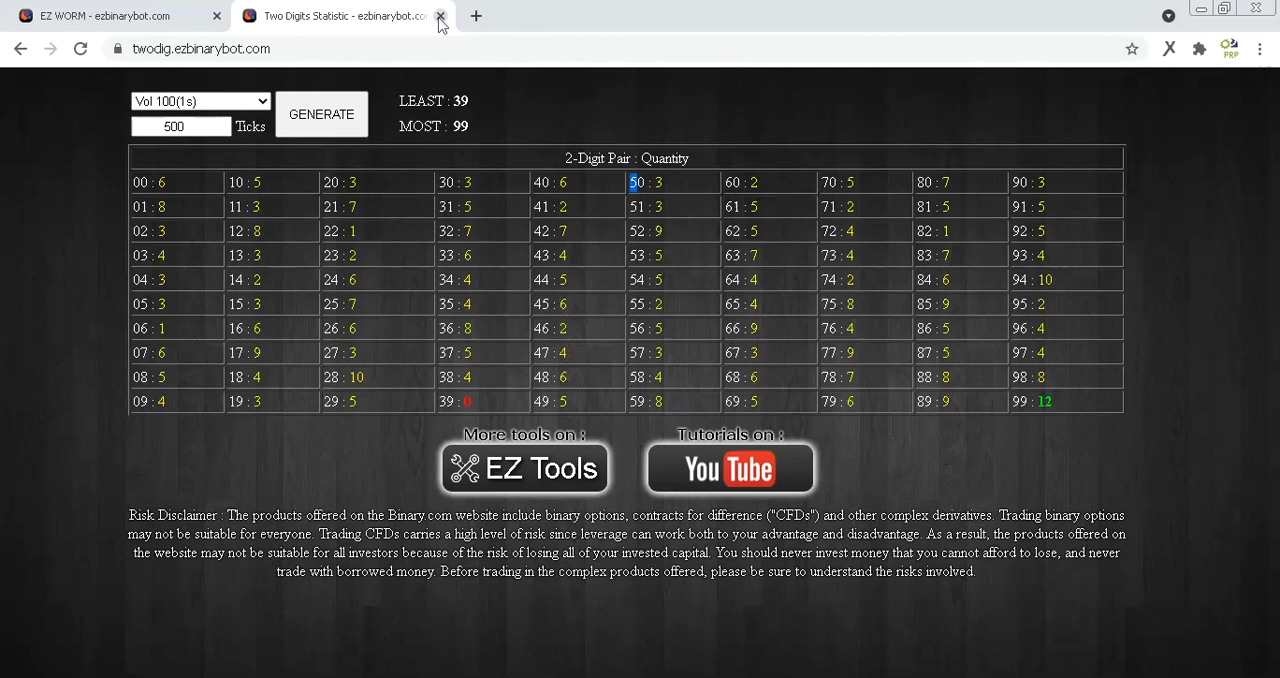 EZ WORM - ezbinarybot.com
Two Digits Statistic - ezbinarybot.co
twodig.ezbinarybot.com
PRP
Vol 100(1s)
GENERATE
LEAST : 39
500 Ticks
MOST : 99
2-Digit Pair : Quantity
00 : 6 10 : 5 20 : 3 30 : 3 40 : 6 50 : 3 60 : 2 70 : 5 80 : 7 90 : 3
01 : 8 11 : 3 21 : 7 31 : 5 41 : 2 51 : 3 61 : 5 71 : 2 81 : 5 91 : 5
02 : 3 12 : 8 22 : 1 32 : 7 42 : 7 52 : 9 62 : 5 72 : 4 82 : 1 92 : 5
03 : 4 13 : 3 23 : 2 33 : 6 43 : 4 53 : 5 63 : 7 73 : 4 83 : 7 93 : 4
04 : 3 14 : 2 24 : 6 34 : 4 44 : 5 54 : 5 64 : 4 74 : 2 84 : 6 94 : 10
05 : 3 15 : 3 25 : 7 35 : 4 45 : 6 55 : 2 65 : 4 75 : 8 85 : 9 95 : 2
06 : 1 16 : 6 26 : 6 36 : 8 46 : 2 56 : 5 66 : 9 76 : 4 86 : 5 96 : 4
07 : 6 17 : 9 27 : 3 37 : 5 47 : 4 57 : 3 67 : 3 77 : 9 87 : 5 97 : 4
08 : 5 18 : 4 28 : 10 38 : 4 48 : 6 58 : 4 68 : 6 78 : 7 88 : 8 98 : 8
09 : 4 19 : 3 29 : 5 39 : 0 49 : 5 59 : 8 69 : 5 79 : 6 89 : 9 99 : 12
More tools on :
EZ Tools
Tutorials on :
YouTube
Risk Disclaimer : The products offered on the Binary.com website include binary options, contracts for difference ("CFDs") and other complex derivatives. Trading binary options
may not be suitable for everyone. Trading CFDs carries a high level of risk since leverage can work both to your advantage and disadvantage. As a result, the products offered on
the website may not be suitable for all investors because of the risk of losing all of your invested capital. You should never invest money that you cannot afford to lose, and never
trade with borrowed money. Before trading in the complex products offered, please be sure to understand the risks involved.